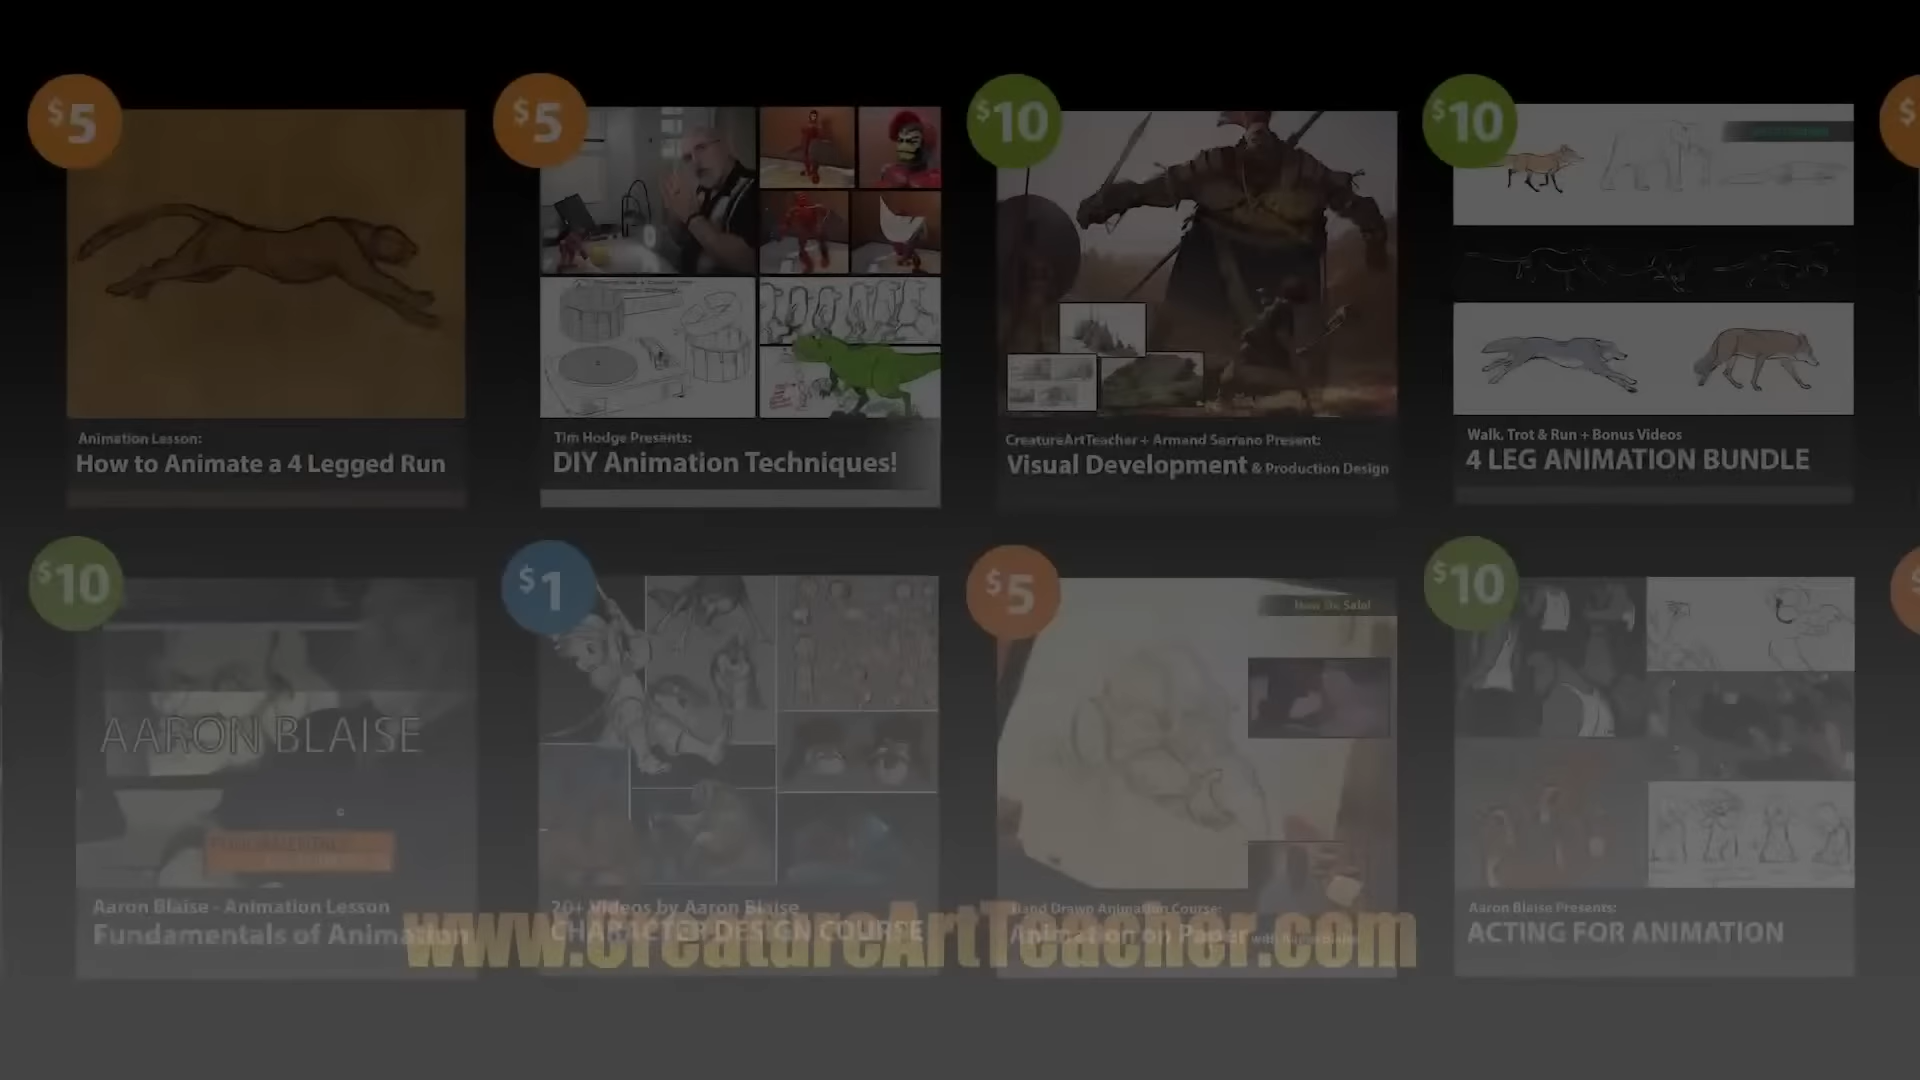 $5
Animation Lesson:
How to Animate a 4 Legged Run
$5
Tim Hodge Presents:
DIY Animation Techniques!
$10
CreatureArtTeacher + Armand Serrano Present:
Visual Development & Production Design
$10
Walk, Trot & Run + Bonus Videos
4 LEG ANIMATION BUNDLE
$
$10
AARON BLAISE
Aaron Blaise - Animation Lesson
Fundamentals of Animation
$1
20+ Videos by Aaron Blaise
CHARACTER DESIGN COURSE
$5
Now On Sale!
Hand Drawn Animation Course:
Animation on Paper
$10
Aaron Blaise Presents:
ACTING FOR ANIMATION
$
www.CreatureArtTeacher.com